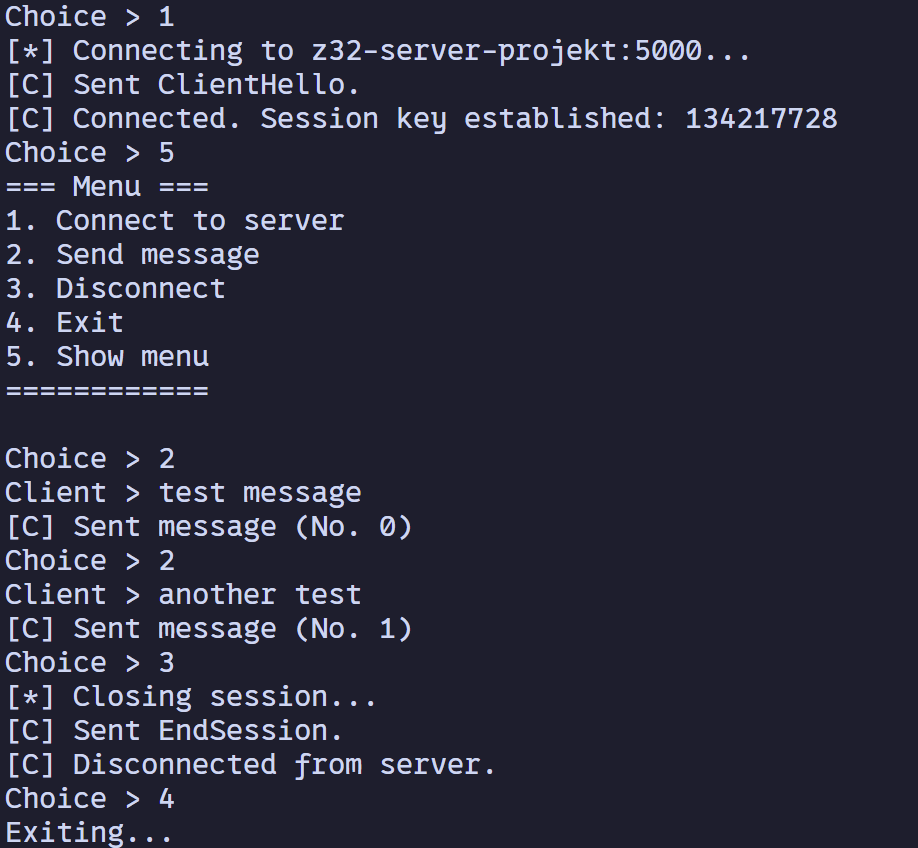 Choice > 1
[*] Connecting to z32-server-projekt:5000...
[C] Sent ClientHello.
[C] Connected. Session key established: 134217728
Choice > 5
=== Menu ===
1. Connect to server
2. Send message
3. Disconnect
4. Exit
5. Show menu
============
Choice > 2
Client > test message
[C] Sent message (No. 0)
Choice > 2
Client > another test
[C] Sent message (No. 1)
Choice > 3
[*] Closing session...
[C] Sent EndSession.
[C] Disconnected from server.
Choice > 4
Exiting...